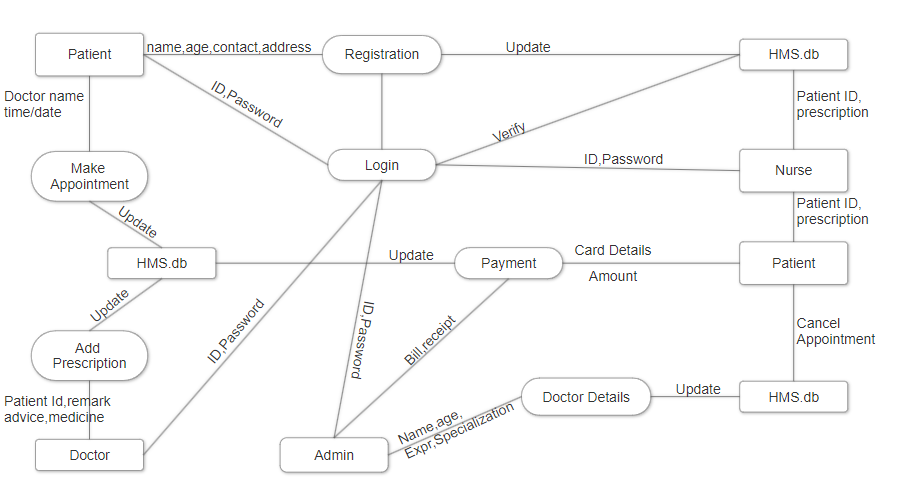 Patient
name,age,contact,address
Registration
Update
HMS.db
Doctor name
time/date
ID,Password
Verify
Patient ID,
prescription
Make
Appointment
Login
ID,Password
Nurse
Update
Patient ID,
prescription
HMS.db
Update
Payment
Card Details
Amount
Patient
Update
ID,Password
ID,Password
Bill,receipt
Cancel
Appointment
Add
Prescription
Patient Id,remark
advice,medicine
Doctor Details
Update
HMS.db
Name,age,
Expr,Specialization
Doctor
Admin